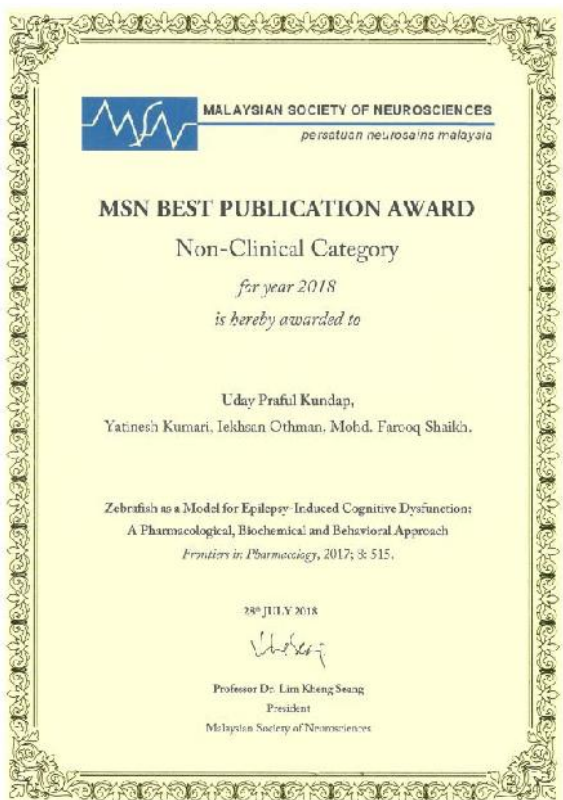 MSN
MALAYSIAN SOCIETY OF NEUROSCIENCES
persatuan neurosains malaysia
MSN BEST PUBLICATION AWARD
Non-Clinical Category
for year 2018
is hereby awarded to
Uday Praful Kundap,
Yatinesh Kumari, Iekhsan Othman, Mohd. Farooq Shaikh.
Zebrafish as a Model for Epilepsy-Induced Cognitive Dysfunction:
A Pharmacological, Biochemical and Behavioral Approach
Frontiers in Pharmacology, 2017; 8: 515.
28th JULY 2018
Professor Dr. Lim Kheng Seang
President
Malaysian Society of Neurosciences